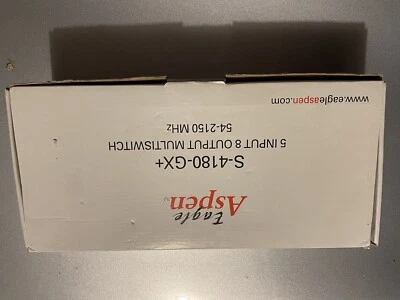 Eagle
Aspen
S-4180-GX+
5 INPUT 8 OUTPUT MULTISWITCH
54-2150 MHz
www.eagleaspen.com